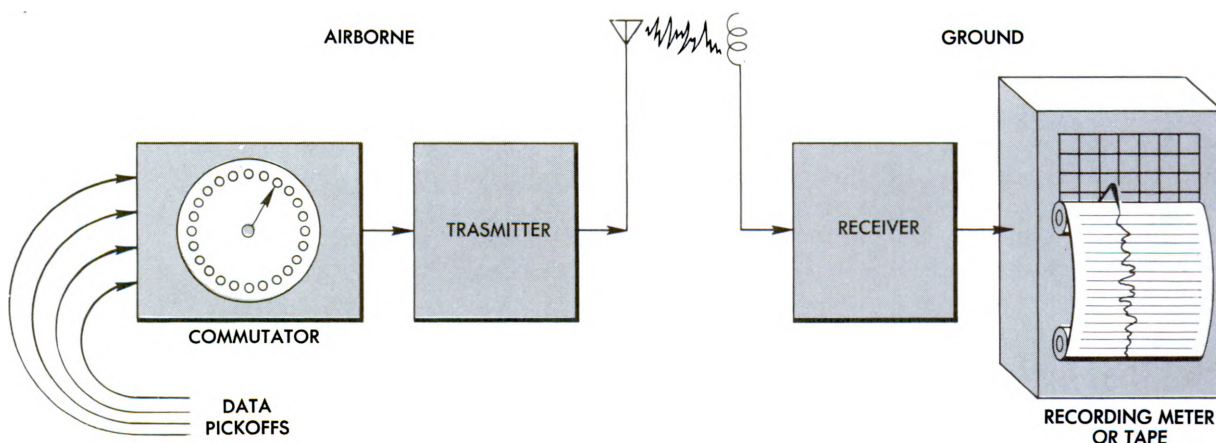 AIRBORNE
GROUND
TRASMITTER
RECEIVER
COMMUTATOR
DATA
PICKOFFS
RECORDING METER
OR TAPE